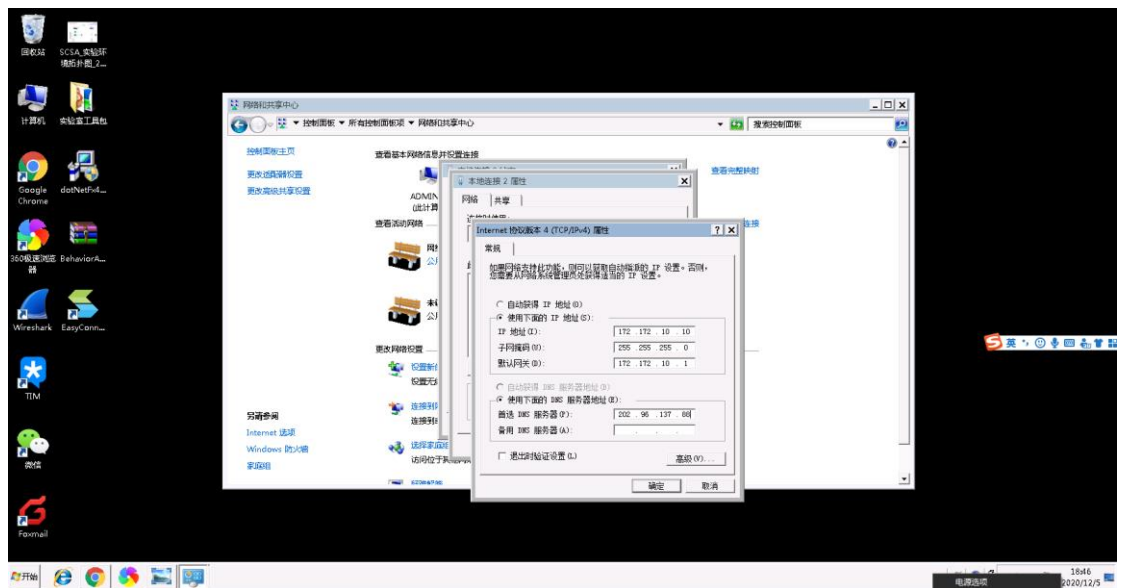 回收站
SCSA_实验环
境拓扑图_2...
计算机
实验室工具包
Google
Chrome
dotNetFx4...
360极速浏览
器
BehaviorA...
Wireshark
EasyConn...
TIM
微信
Foxmail
网络和共享中心
控制面板 所有控制面板项 网络和共享中心
搜索控制面板
控制面板主页
更改适配器设置
更改高级共享设置
查看基本网络信息并设置连接
查看完整映射
ADMIN
(此计算
查看活动网络
更改网络设置
连接到
连接到
选择家庭
另请参阅
Internet 选项
Windows 防火墙
家庭组
本地连接 2 属性
网络
共享
Internet 协议版本 4 (TCP/IPv4) 属性
常规
如果网络支持此功能，则可以获取自动指派的 IP 设置。否则，
您需要从网络系统管理员处获得适当的 IP 设置。
自动获得 IP 地址(O)
使用下面的 IP 地址(S):
IP 地址(I): 172 .172 . 10 . 10
子网掩码(U): 255 .255 .255 . 0
默认网关(D): 172 .172 . 10 . 1
自动获得 DNS 服务器地址(B)
使用下面的 DNS 服务器地址(E):
首选 DNS 服务器(P): 202 . 96 .137 . 88
备用 DNS 服务器(A):
退出时验证设置(L)
高级(V)...
确定
取消
英
开始
电源选项
18:46
2020/12/5